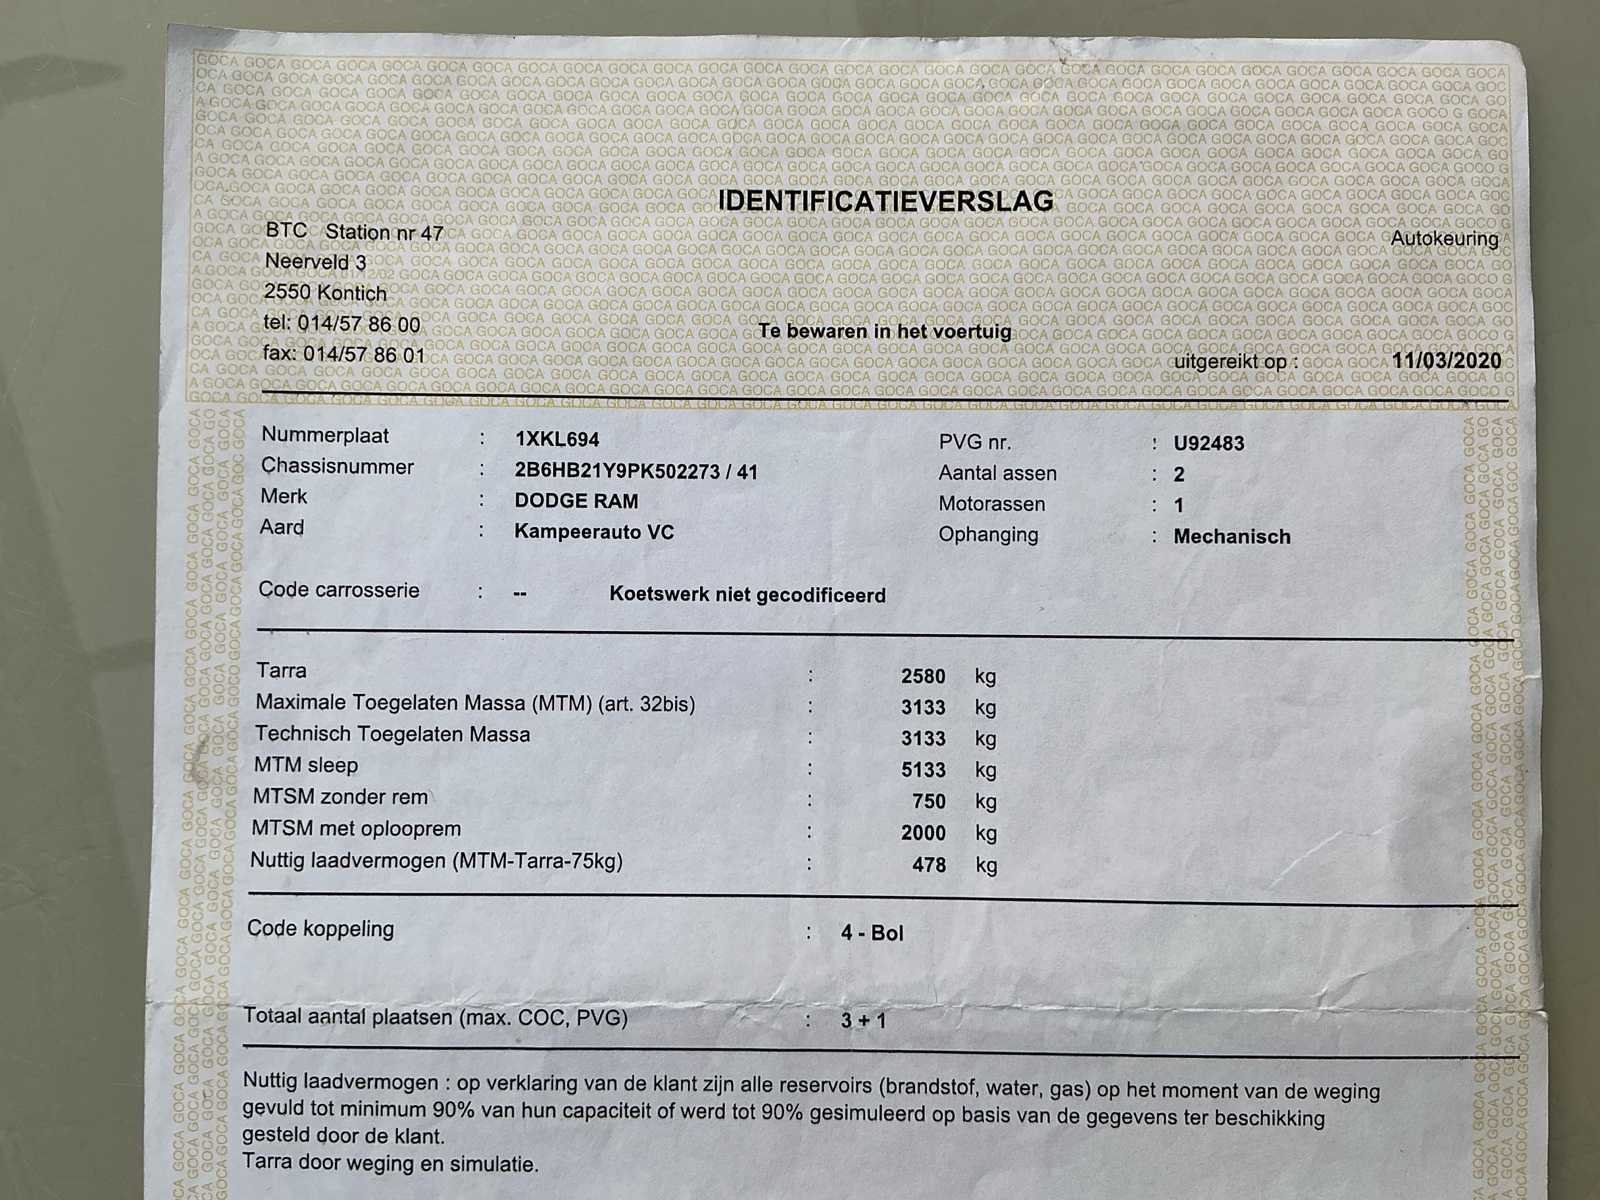 IDENTIFICATIEVERSLAG
BTC Station nr 47
Neerveld 3
2550 Kontich
tel: 014/57 86 00
fax: 014/57 86 01
Autokeuring
Te bewaren in het voertuig
uitgereikt op : 11/03/2020
Nummerplaat : 1XKL694
Chassisnummer : 2B6HB21Y9PK502273 / 41
Merk : DODGE RAM
Aard : Kampeerauto VC
PVG nr. : U92483
Aantal assen : 2
Motorassen : 1
Ophanging : Mechanisch
Code carrosserie : -- Koetswerk niet gecodificeerd
Tarra : 2580 kg
Maximale Toegelaten Massa (MTM) (art. 32bis) : 3133 kg
Technisch Toegelaten Massa : 3133 kg
MTM sleep : 5133 kg
MTSM zonder rem : 750 kg
MTSM met oplooprem : 2000 kg
Nuttig laadvermogen (MTM-Tarra-75kg) : 478 kg
Code koppeling : 4 - Bol
Totaal aantal plaatsen (max. COC, PVG) : 3 + 1
Nuttig laadvermogen : op verklaring van de klant zijn alle reservoirs (brandstof, water, gas) op het moment van de weging
gevuld tot minimum 90% van hun capaciteit of werd tot 90% gesimuleerd op basis van de gegevens ter beschikking
gesteld door de klant.
Tarra door weging en simulatie.